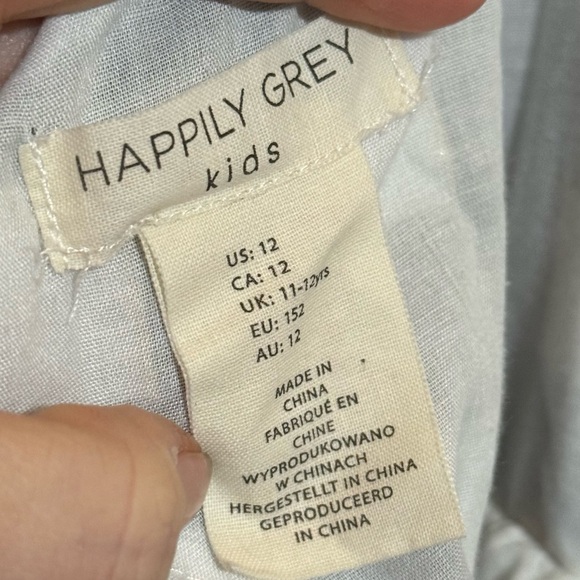 HAPPILY GREY
kids
US: 12
CA: 12
UK: 11-12yrs
EU: 152
AU: 12
MADE IN
CHINA
FABRIQUÉ EN
CHINE
WYPRODUKOWANO
W CHINACH
HERGESTELLT IN CHINA
GEPRODUCEERD
IN CHINA